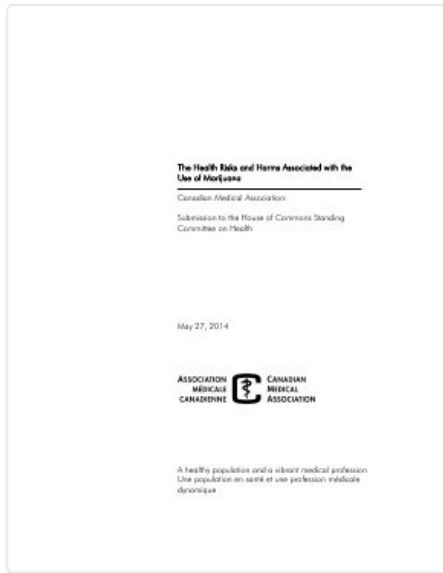 The Health Risks and Harms Associated with the
Use of Marijuana
Canadian Medical Association:
Submission to the House of Commons Standing
Committee on Health
May 27, 2014
ASSOCIATION
MÉDICALE
CANADIENNE
CANADIAN
MEDICAL
ASSOCIATION
A healthy population and a vibrant medical profession
Une population en santé et une profession médicale
dynamique